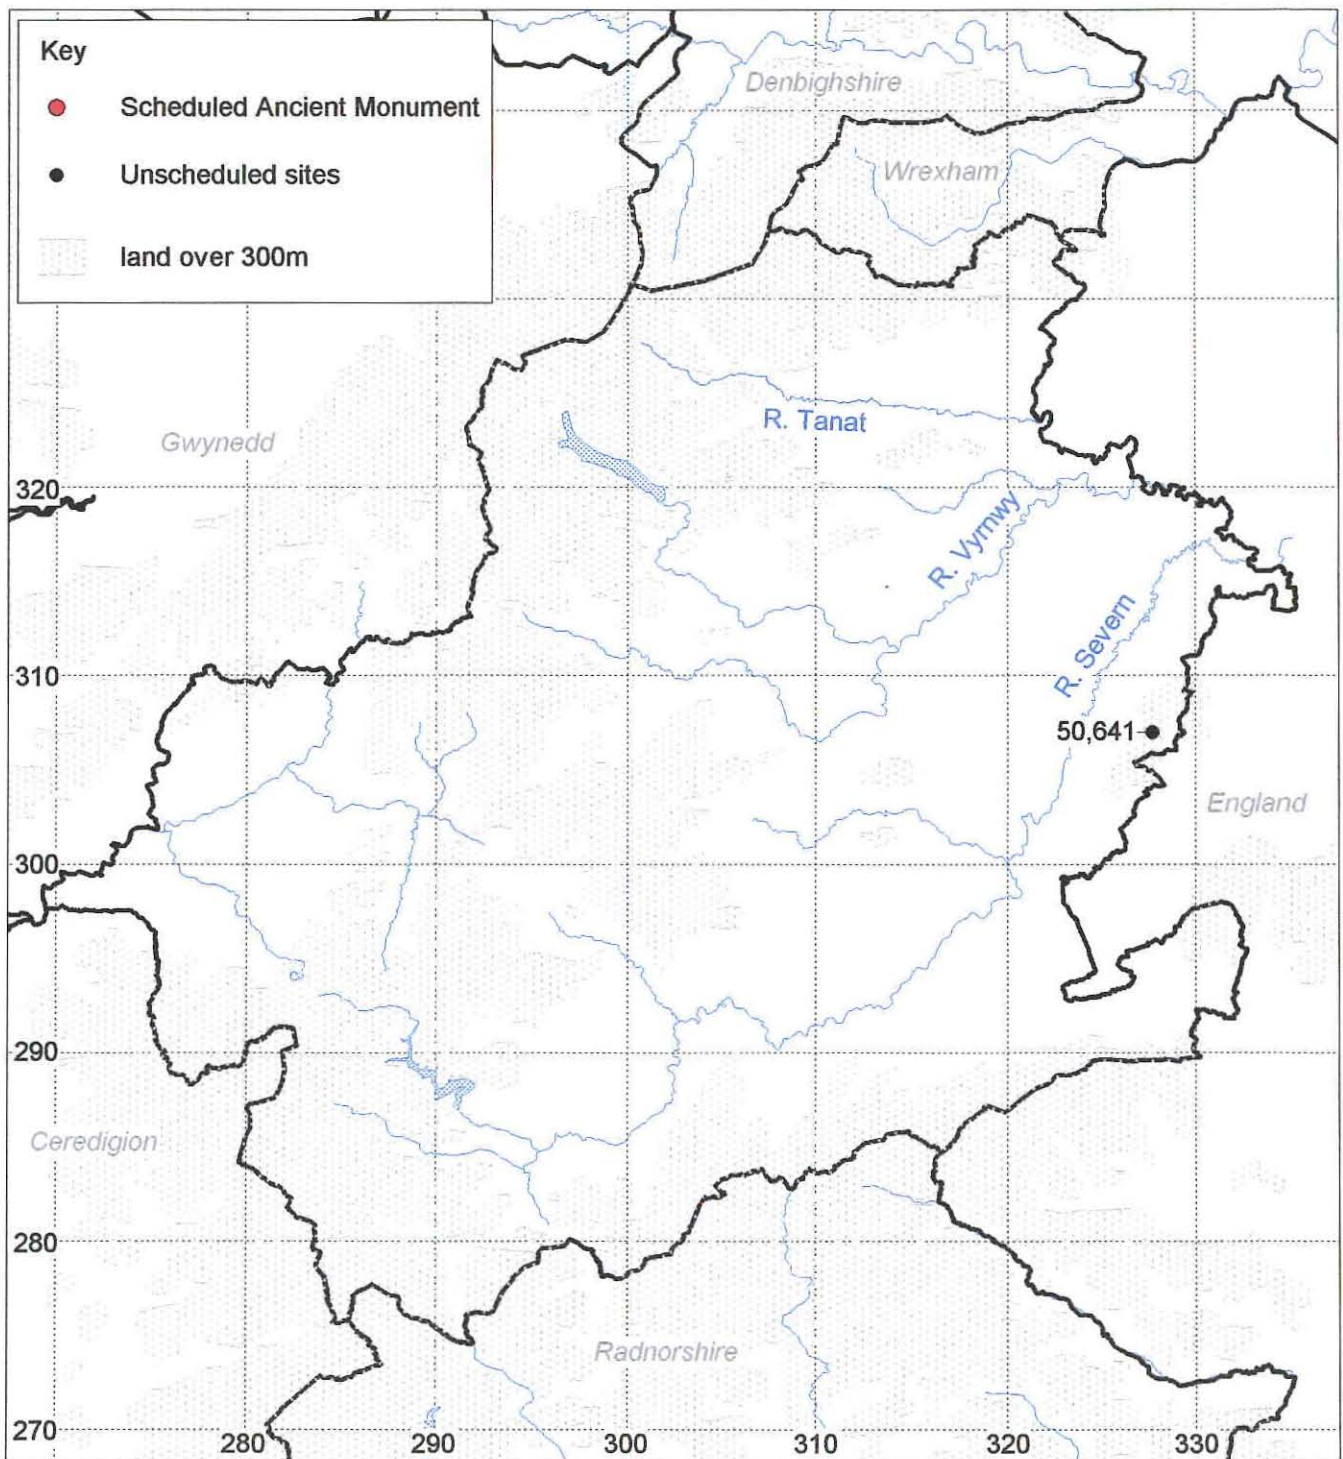 Key
Scheduled Ancient Monument
Unscheduled sites
land over 300m
Denbighshire
Wrexham
Gwynedd
R. Tanat
320
R. Vyrnwy
R. Severn
310
50,641
England
300
290
Ceredigion
280
Radnorshire
270
280 290 300 310 320 330